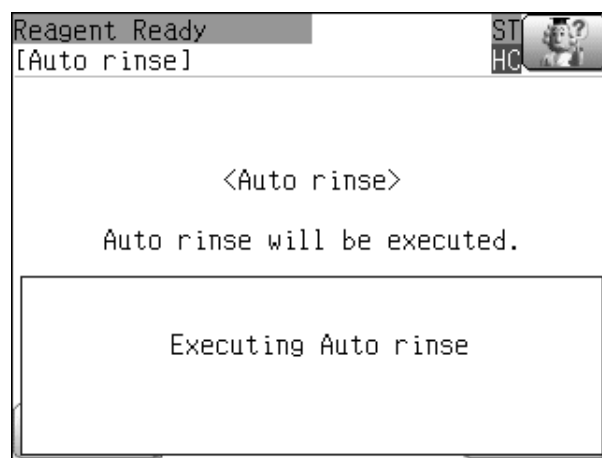 Reagent Ready ST
[Auto rinse] HC
?
<Auto rinse>
Auto rinse will be executed.
Executing Auto rinse